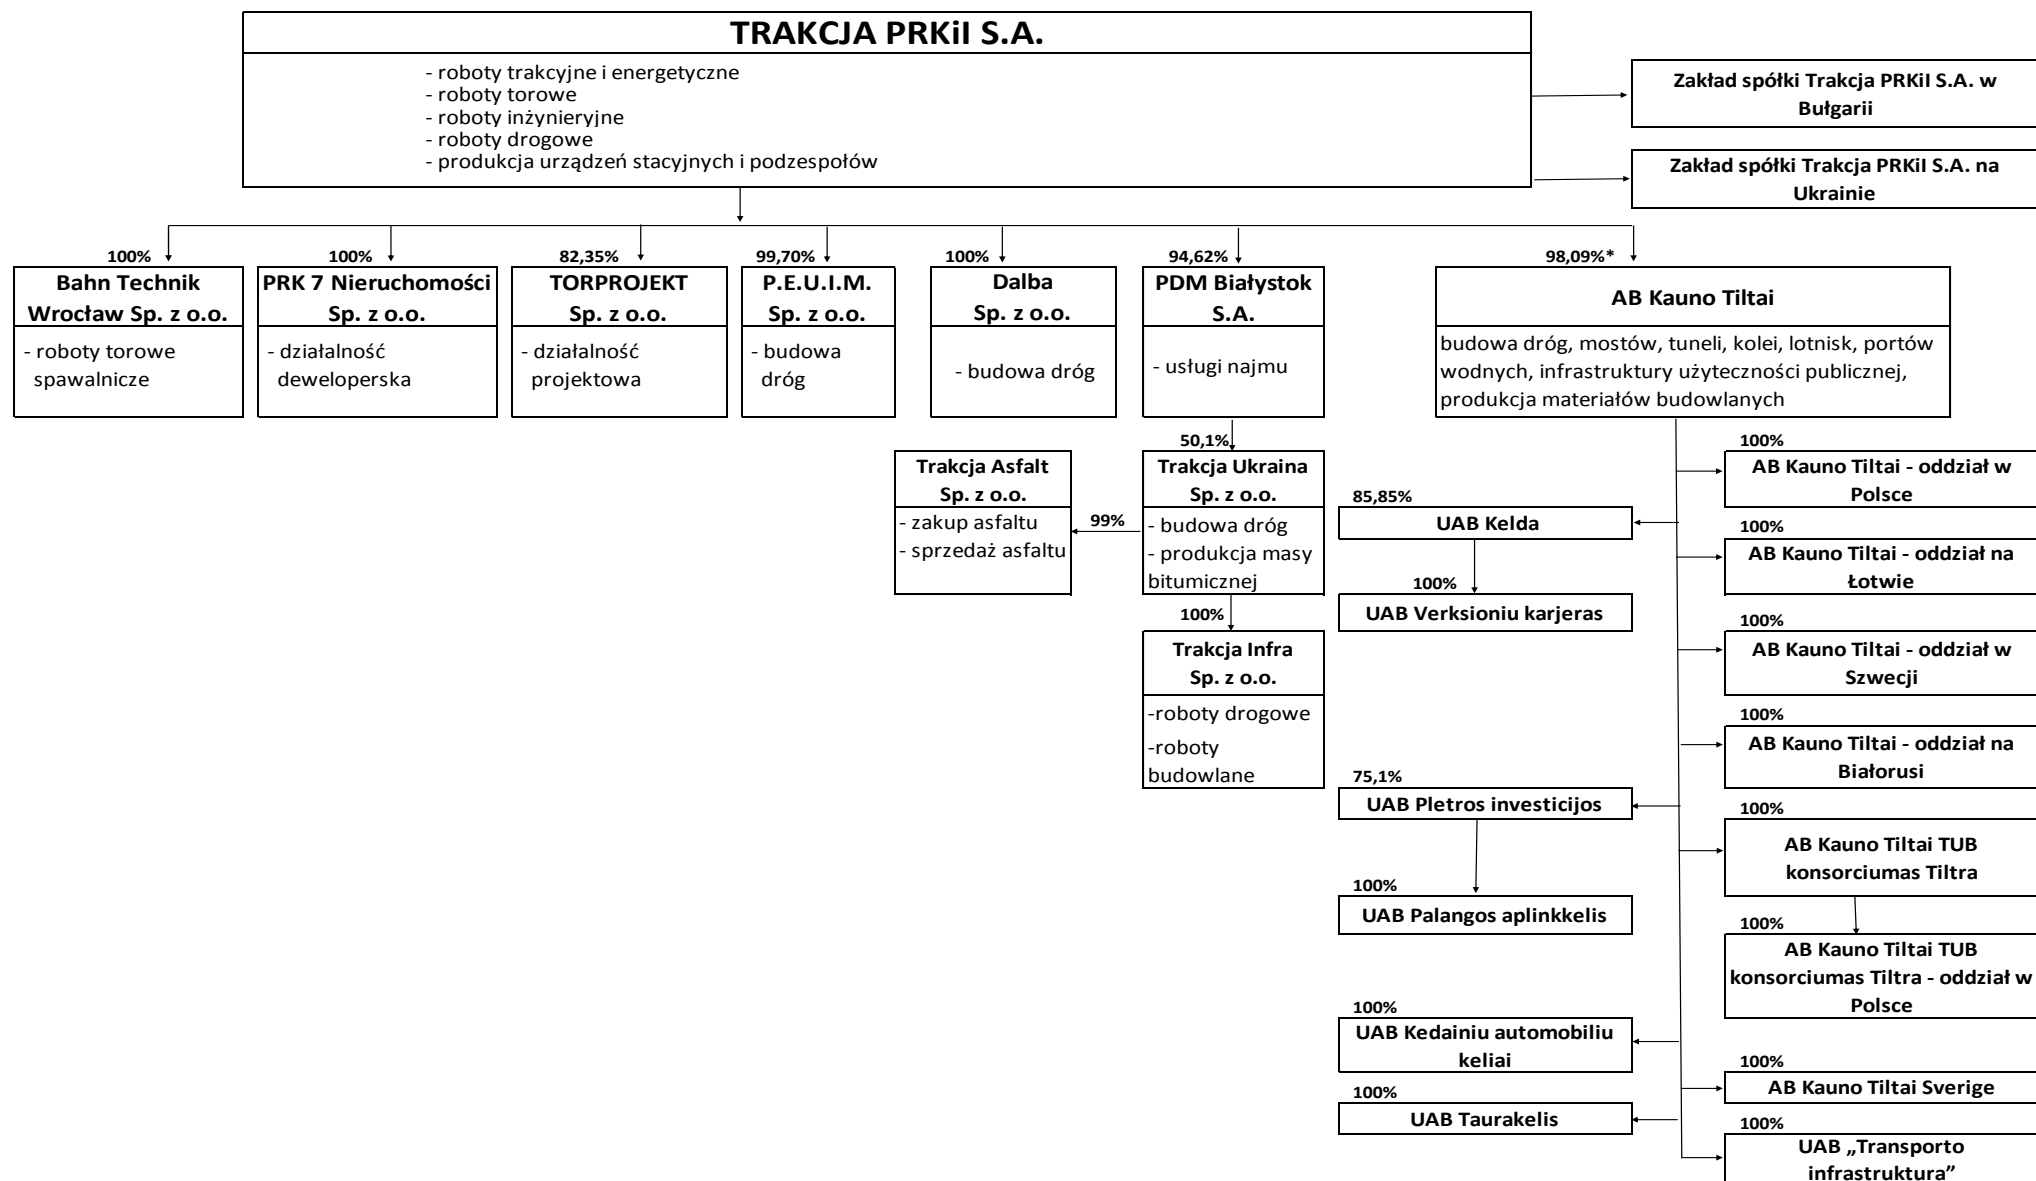 TRAKCJA PRKiI S.A.
- roboty trakcyjne i energetyczne
- roboty torowe
- roboty inżynieryjne
- roboty drogowe
- produkcja urządzeń stacyjnych i podzespołów
Zakład spółki Trakcja PRKiI S.A. w
Bułgarii
Zakład spółki Trakcja PRKiI S.A. na
Ukrainie
100%
Bahn Technik
Wrocław Sp. z o.o.
- roboty torowe
spawalnicze
100%
PRK 7 Nieruchomości
Sp. z o.o.
- działalność
deweloperska
82,35%
TORPROJEKT
Sp. z o.o.
- działalność
projektowa
99,70%
P.E.U.I.M.
Sp. z o.o.
- budowa
dróg
100%
Dalba
Sp. z o.o.
- budowa dróg
94,62%
PDM Białystok
S.A.
- usługi najmu
98,09%*
AB Kauno Tiltai
budowa dróg, mostów, tuneli, kolei, lotnisk, portów
wodnych, infrastruktury użyteczności publicznej,
produkcja materiałów budowlanych
Trakcja Asfalt
Sp. z o.o.
- zakup asfaltu
- sprzedaż asfaltu
99%
50,1%
Trakcja Ukraina
Sp. z o.o.
- budowa dróg
- produkcja masy
bitumicznej
100%
Trakcja Infra
Sp. z o.o.
-roboty drogowe
-roboty
budowlane
85,85%
UAB Kelda
100%
UAB Verksioniu karjeras
75,1%
UAB Pletros investicijos
100%
UAB Palangos aplinkkelis
100%
UAB Kedainiu automobiliu
keliai
100%
UAB Taurakelis
100%
AB Kauno Tiltai - oddział w
Polsce
100%
AB Kauno Tiltai - oddział na
Łotwie
100%
AB Kauno Tiltai - oddział w
Szwecji
100%
AB Kauno Tiltai - oddział na
Białorusi
100%
AB Kauno Tiltai TUB
konsorciumas Tiltra
100%
AB Kauno Tiltai TUB
konsorciumas Tiltra - oddział w
Polsce
100%
AB Kauno Tiltai Sverige
100%
UAB „Transporto
infrastruktura”